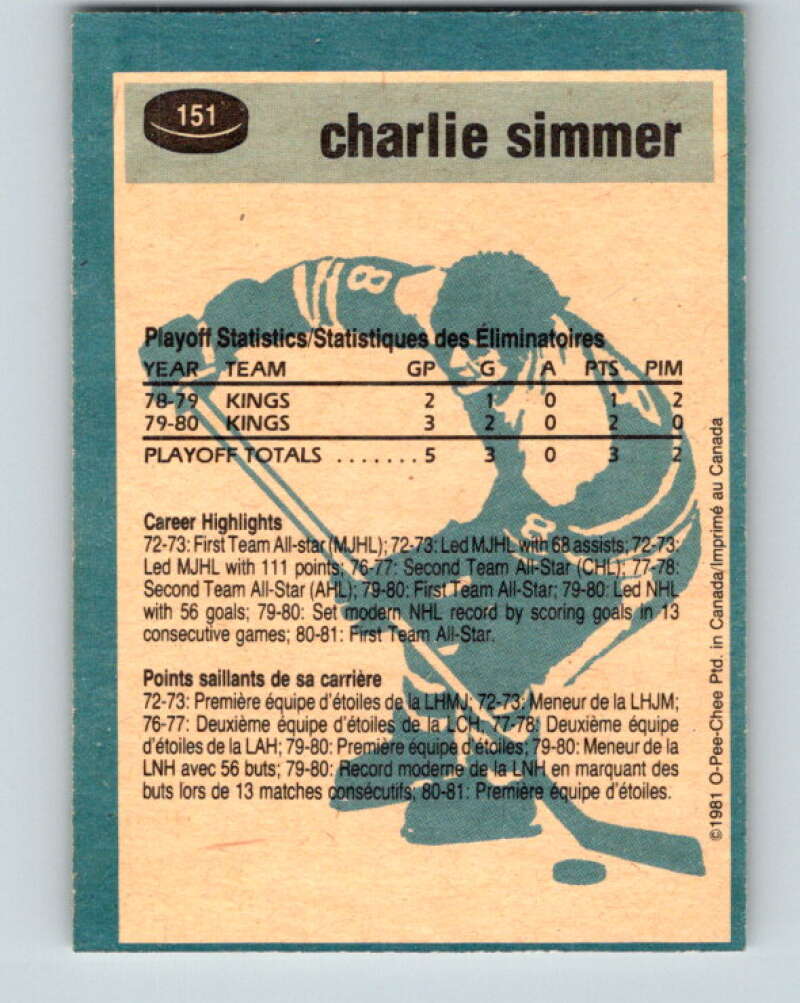 151
charlie simmer
Playoff Statistics/Statistiques des Éliminatoires
YEAR TEAM GP G A PTS PIM
78-79 KINGS 2 1 0 1 2
79-80 KINGS 3 2 0 2 0
PLAYOFF TOTALS ....... 5 3 0 3 2
Career Highlights
72-73: First Team All-star (MJHL); 72-73: Led MJHL with 68 assists; 72-73:
Led MJHL with 111 points; 76-77: Second Team All-Star (CHL); 77-78:
Second Team All-Star (AHL); 79-80: First Team All-Star; 79-80: Led NHL
with 56 goals; 79-80: Set modern NHL record by scoring goals in 13
consecutive games; 80-81: First Team All-Star.
Points saillants de sa carrière
72-73: Première équipe d'étoiles de la LHMJ; 72-73: Meneur de la LHJM;
76-77: Deuxième équipe d'étoiles de la LCH; 77-78: Deuxième équipe
d'étoiles de la LAH; 79-80: Première équipe d'étoiles; 79-80: Meneur de la
LNH avec 56 buts; 79-80: Record moderne de la LNH en marquant des
buts lors de 13 matches consécutifs; 80-81: Première équipe d'étoiles.
©1981 O-Pee-Chee Ptd. in Canada/Imprimé au Canada
8
8